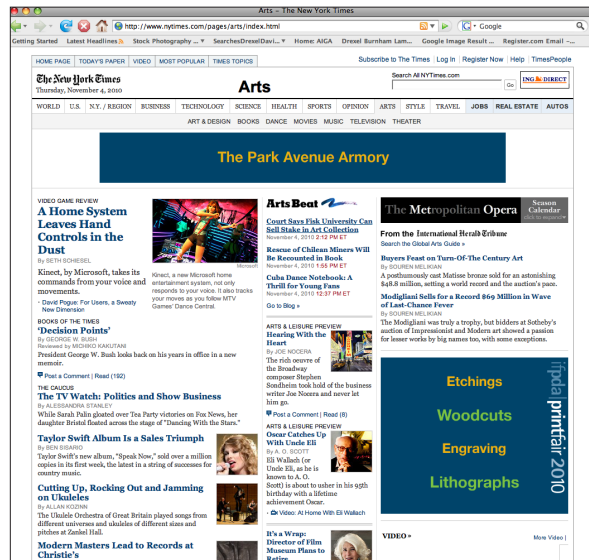 Arts - The New York Times
http://www.nytimes.com/pages/arts/index.html
Google
Getting Started Latest Headlines Stock Photography ... SearchesDrexelDavi... Home: AIGA Drexel Burnham Lam... Google Image Result ... Register.com Email -...
HOME PAGE TODAY'S PAPER VIDEO MOST POPULAR TIMES TOPICS
Subscribe to The Times Log In Register Now Help TimesPeople
The New York Times
Thursday, November 4, 2010
Arts
Search All NYTimes.com
Go
ING DIRECT
WORLD U.S. N.Y. / REGION BUSINESS TECHNOLOGY SCIENCE HEALTH SPORTS OPINION ARTS STYLE TRAVEL JOBS REAL ESTATE AUTOS
ART & DESIGN BOOKS DANCE MOVIES MUSIC TELEVISION THEATER
The Park Avenue Armory
VIDEO GAME REVIEW
A Home System
Leaves Hand
Controls in the
Dust
By SETH SCHIESEL
Kinect, by Microsoft, takes its
commands from your voice and
movements.
David Pogue: For Users, a Sweaty
New Dimension
Microsoft
Kinect, a new Microsoft home
entertainment system, not only
responds to your voice. It also tracks
your moves as you follow MTV
Games' Dance Central.
BOOKS OF THE TIMES
'Decision Points'
By GEORGE W. BUSH
Reviewed by MICHIKO KAKUTANI
President George W. Bush looks back on his years in office in a new
memoir.
Post a Comment | Read (192)
THE CAUCUS
The TV Watch: Politics and Show Business
By ALESSANDRA STANLEY
While Sarah Palin gloated over Tea Party victories on Fox News, her
daughter Bristol floated across the stage of "Dancing With the Stars."
Taylor Swift Album Is a Sales Triumph
By BEN SISARIO
Taylor Swift's new album, "Speak Now," sold over a million
copies in its first week, the latest in a string of successes for
country music.
Cutting Up, Rocking Out and Jamming
on Ukuleles
By ALLAN KOZINN
The Ukulele Orchestra of Great Britain played songs from
different universes and ukuleles of different sizes and
pitches at Zankel Hall.
Modern Masters Lead to Records at
Christie's
ArtsBeat
Court Says Fisk University Can
Sell Stake in Art Collection
November 4, 2010 2:12 PM ET
Rescue of Chilean Miners Will
Be Recounted in Book
November 4, 2010 1:55 PM ET
Cuba Dance Notebook: A
Thrill for Young Fans
November 4, 2010 12:37 PM ET
Go to Blog »
ARTS & LEISURE PREVIEW
Hearing With the
Heart
By JOE NOCERA
The rich oeuvre of
the Broadway
composer Stephen
Sondheim took hold of the business
writer Joe Nocera and never let
him go.
Post a Comment | Read (8)
ARTS & LEISURE PREVIEW
Oscar Catches Up
With Uncle Eli
By A. O. SCOTT
Eli Wallach (or
Uncle Eli, as he is
known to A. O.
Scott) is about to usher in his 95th
birthday with a lifetime
achievement Oscar.
Video: At Home With Eli Wallach
It's a Wrap:
Director of Film
Museum Plans to
Retire
The Metropolitan Opera
Season
Calendar
click to expand
From the International Herald Tribune
Search the Global Arts Guide »
Buyers Feast on Turn-Of-The Century Art
By SOUREN MELIKIAN
A posthumously cast Matisse bronze sold for an astonishing
$48.8 million, setting a world record and the auction's pace.
Modigliani Sells for a Record $69 Million in Wave
of Last-Chance Fever
By SOUREN MELIKIAN
The Modigliani was truly a trophy, but bidders at Sotheby's
auction of Impressionist and Modern art showed a passion
for lesser works by big names too, with some exceptions.
Etchings
Woodcuts
Engraving
Lithographs
ifpda printfair 2010
VIDEO »
More Video